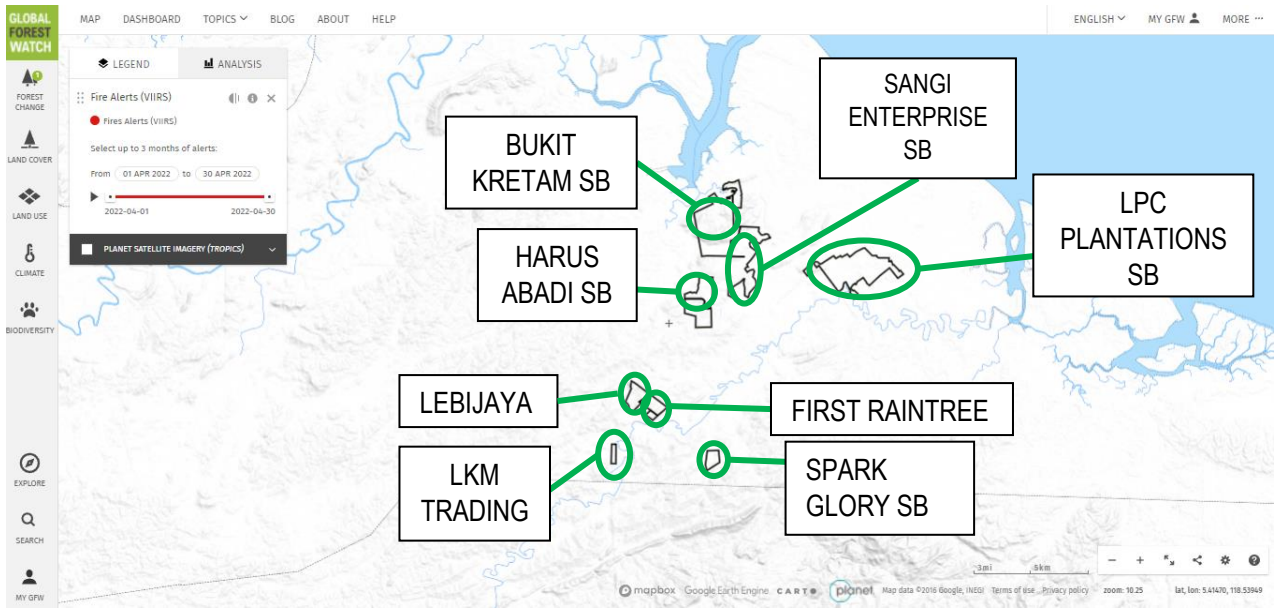 GLOBAL
FOREST
WATCH
MAP DASHBOARD TOPICS BLOG ABOUT HELP
ENGLISH MY GFW MORE
1
FOREST
CHANGE
LAND COVER
LAND USE
CLIMATE
BIODIVERSITY
EXPLORE
SEARCH
MY GFW
LEGEND ANALYSIS
Fire Alerts (VIIRS)
Fires Alerts (VIIRS)
Select up to 3 months of alerts:
From 01 APR 2022 to 30 APR 2022
2022-04-01 2022-04-30
PLANET SATELLITE IMAGERY (TROPICS)
BUKIT
KRETAM SB
SANGI
ENTERPRISE
SB
LPC
PLANTATIONS
SB
HARUS
ABADI SB
LEBIJAYA
FIRST RAINTREE
LKM
TRADING
SPARK
GLORY SB
3mi 5km
mapbox Google Earth Engine CARTO planet Map data ©2016 Google, INEGI Terms of use Privacy policy zoom: 10.25 lat, lon: 5.41470, 118.53949